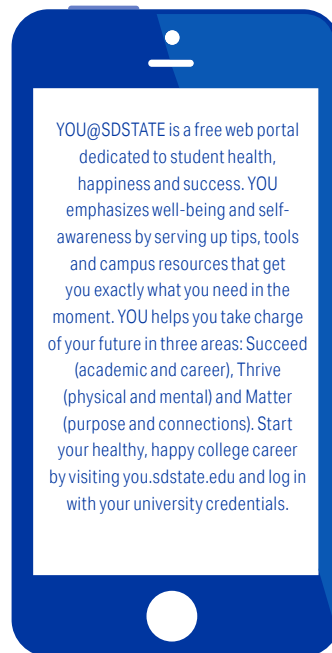 YOU@SDSTATE is a free web portal
dedicated to student health,
happiness and success. YOU
emphasizes well-being and self-
awareness by serving up tips, tools
and campus resources that get
you exactly what you need in the
moment. YOU helps you take charge
of your future in three areas: Succeed
(academic and career), Thrive
(physical and mental) and Matter
(purpose and connections). Start
your healthy, happy college career
by visiting you.sdstate.edu and log in
with your university credentials.